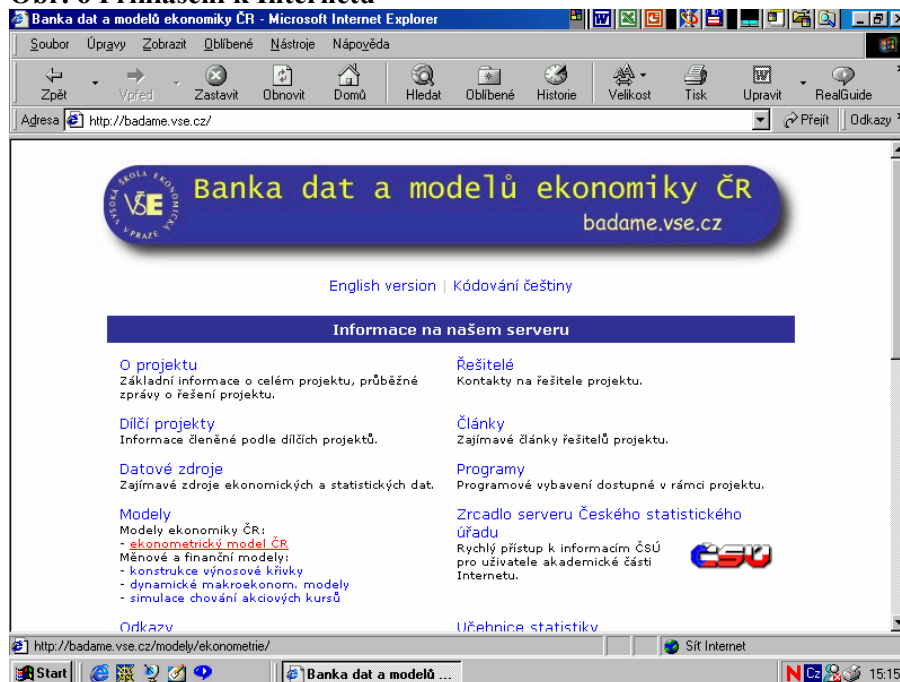 Obr. 6 Přihlášení k Internetu
Banka dat a modelů ekonomiky ČR - Microsoft Internet Explorer
Soubor Úpravy Zobrazit Oblíbené Nástroje Nápověda
Zpět Vpřed Zastavit Obnovit Domů Hledat Oblíbené Historie Velikost Tisk Upravit RealGuide
Adresa http://badame.vse.cz/ Přejít Odkazy
VYSOKÁ ŠKOLA EKONOMICKÁ V PRAZE
VŠE
Banka dat a modelů ekonomiky ČR
badame.vse.cz
English version | Kódování češtiny
Informace na našem serveru
O projektu
Základní informace o celém projektu, průběžné
zprávy o řešení projektu.
Řešitelé
Kontakty na řešitele projektu.
Dílčí projekty
Informace členěné podle dílčích projektů.
Články
Zajímavé články řešitelů projektu.
Datové zdroje
Zajímavé zdroje ekonomických a statistických dat.
Programy
Programové vybavení dostupné v rámci projektu.
Modely
Modely ekonomiky ČR:
- ekonometrický model ČR
Měnové a finanční modely:
- konstrukce výnosové křivky
- dynamické makroekonom. modely
- simulace chování akciových kursů
Zrcadlo serveru Českého statistického
úřadu
Rychlý přístup k informacím ČSÚ
pro uživatele akademické části
Internetu.
ČSÚ
Odkazy
Učebnice statistiky
http://badame.vse.cz/modely/ekonometrie/ Síť Internet
Start Banka dat a modelů ... N Cz 15:15